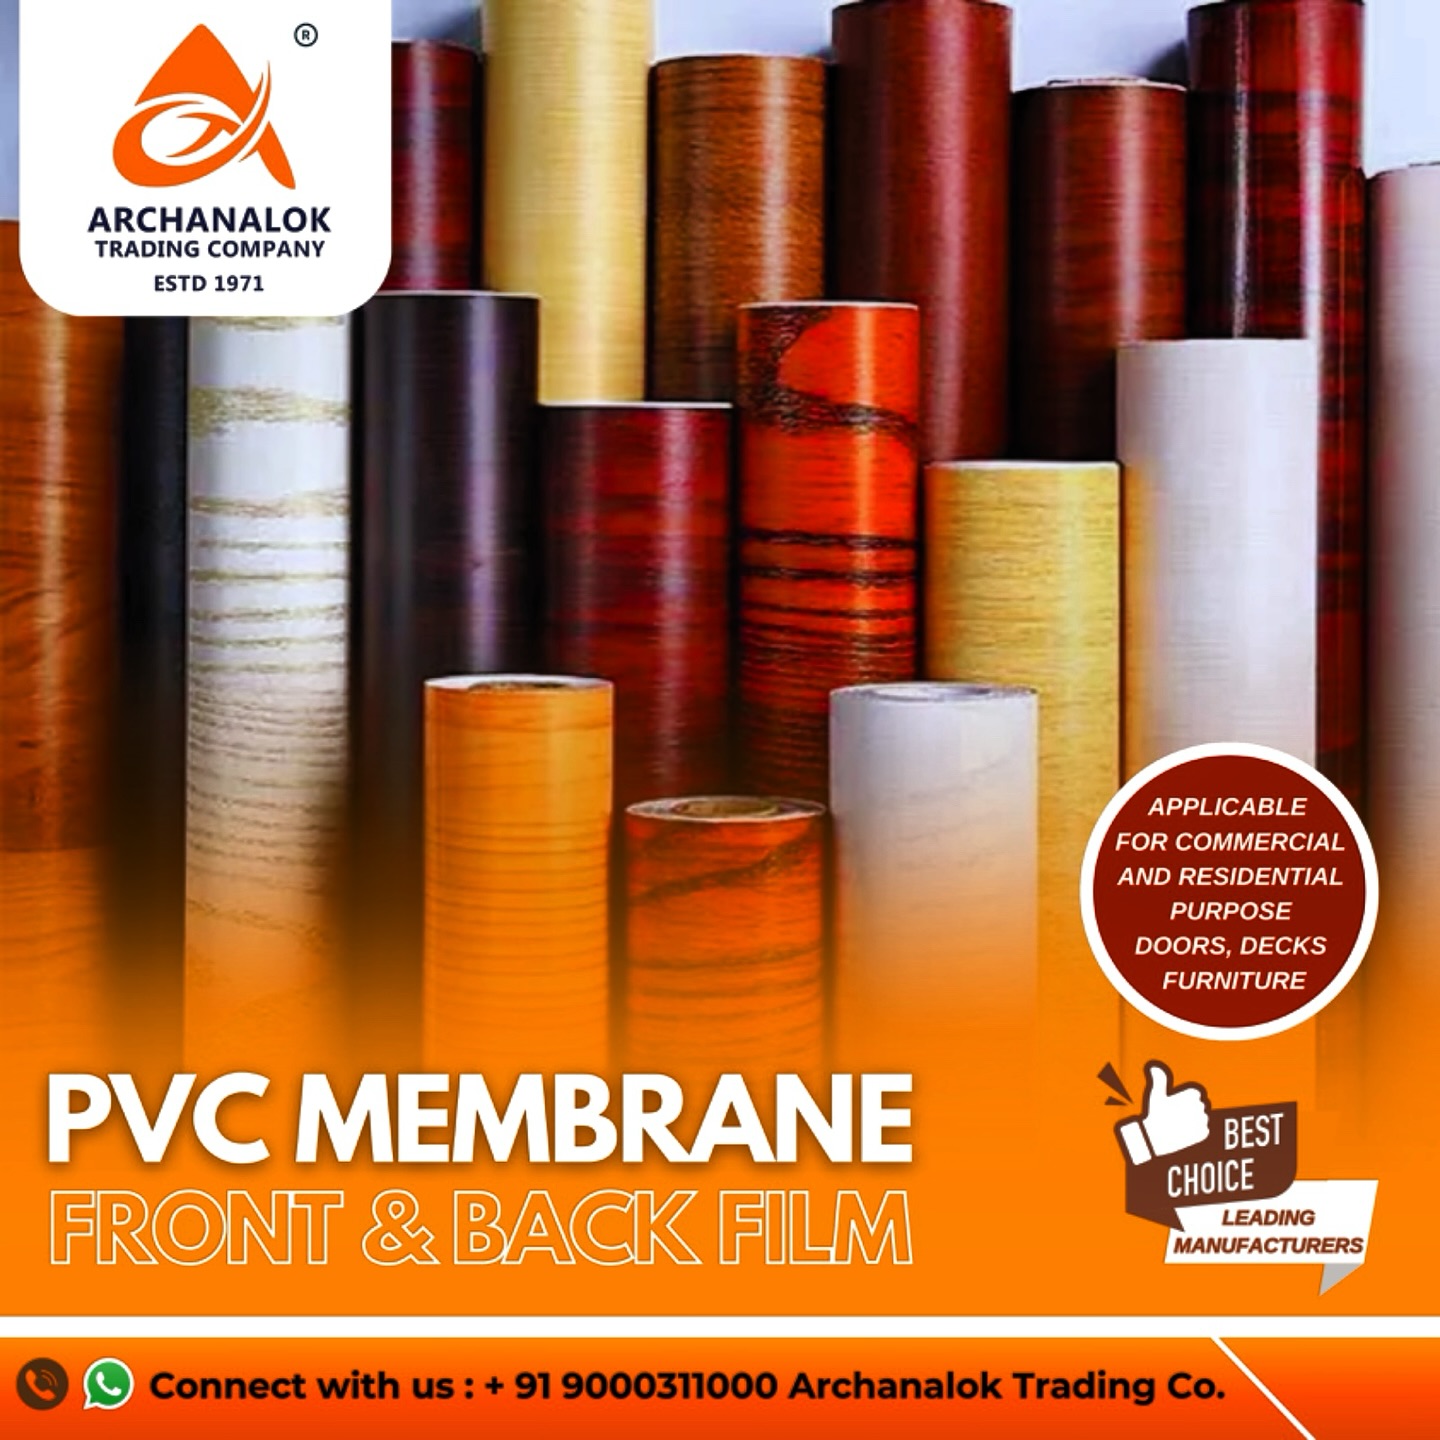 ®
ARCHANALOK
TRADING COMPANY
ESTD 1971
APPLICABLE
FOR COMMERCIAL
AND RESIDENTIAL
PURPOSE
DOORS, DECKS
FURNITURE
PVC MEMBRANE
FRONT & BACK FILM
BEST
CHOICE
LEADING
MANUFACTURERS
Connect with us : + 91 9000311000 Archanalok Trading Co.